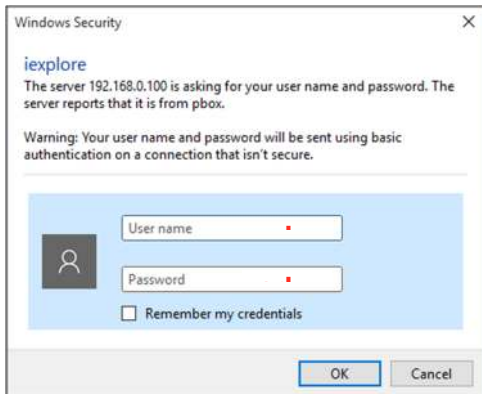 Windows Security
iexplore
The server 192.168.0.100 is asking for your user name and password. The
server reports that it is from pbox.
Warning: Your user name and password will be sent using basic
authentication on a connection that isn't secure.
User name
Password
Remember my credentials
OK
Cancel